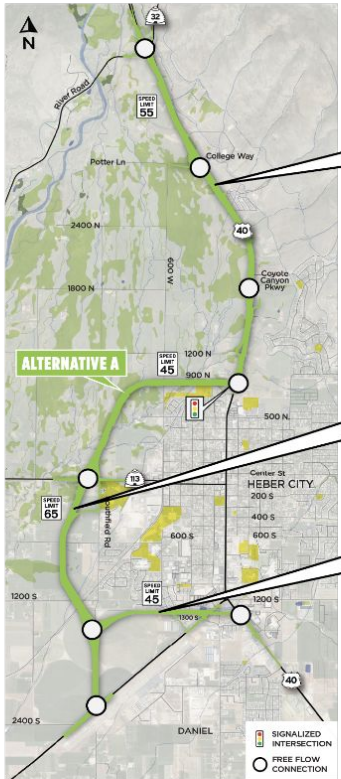 32
N
River Road
SPEED
LIMIT
55
Potter Ln
College Way
2400 N
40
600 W
Coyote
Canyon
Pkwy
1800 N
1200 N
SPEED
LIMIT
45
900 N
ALTERNATIVE A
500 N.
113
Center St
HEBER CITY
SPEED
LIMIT
65
Southfield Rd
200 S
400 S
600 S
600 S
SPEED
LIMIT
45
1200 S
1200 S
1300 S
40
2400 S
DANIEL
SIGNALIZED
INTERSECTION
FREE FLOW
CONNECTION